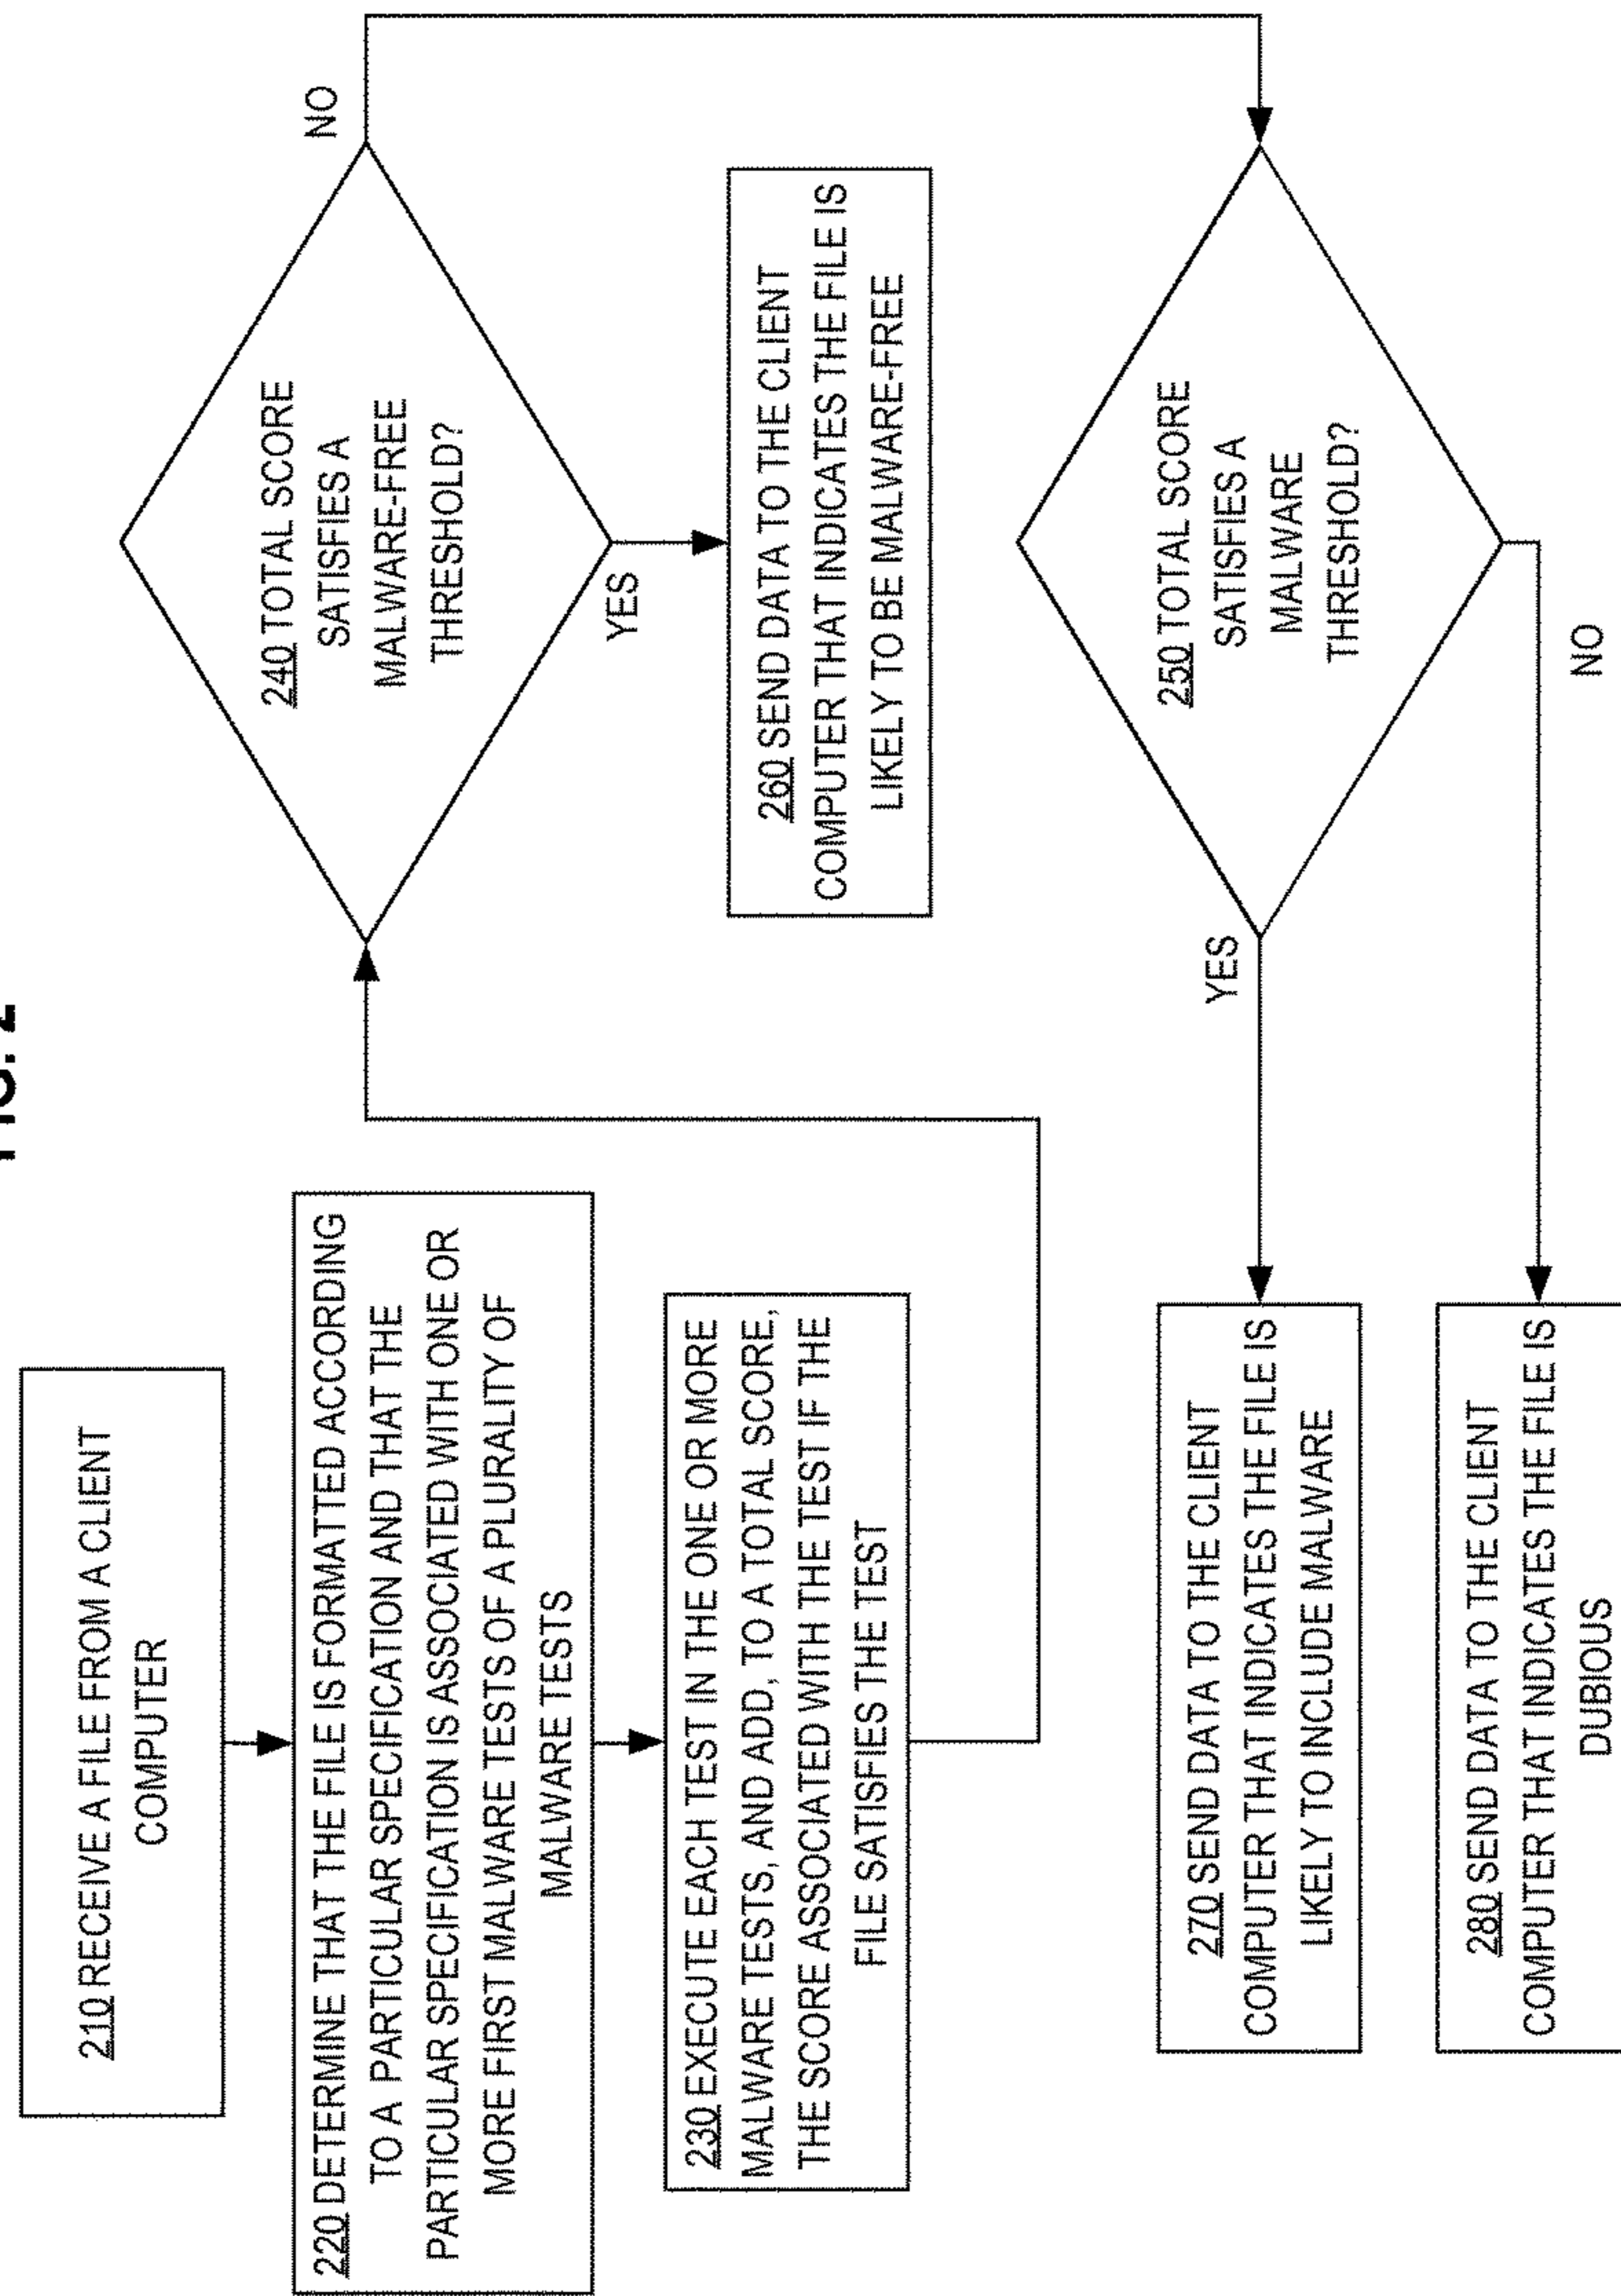 FIG. 2
210 RECEIVE A FILE FROM A CLIENT
COMPUTER
220 DETERMINE THAT THE FILE IS FORMATTED ACCORDING
TO A PARTICULAR SPECIFICATION AND THAT THE
PARTICULAR SPECIFICATION IS ASSOCIATED WITH ONE OR
MORE FIRST MALWARE TESTS OF A PLURALITY OF
MALWARE TESTS
230 EXECUTE EACH TEST IN THE ONE OR MORE
MALWARE TESTS, AND ADD, TO A TOTAL SCORE,
THE SCORE ASSOCIATED WITH THE TEST IF THE
FILE SATISFIES THE TEST
240 TOTAL SCORE
SATISFIES A
MALWARE-FREE
THRESHOLD?
NO
YES
260 SEND DATA TO THE CLIENT
COMPUTER THAT INDICATES THE FILE IS
LIKELY TO BE MALWARE-FREE
250 TOTAL SCORE
SATISFIES A
MALWARE
THRESHOLD?
YES
NO
270 SEND DATA TO THE CLIENT
COMPUTER THAT INDICATES THE FILE IS
LIKELY TO INCLUDE MALWARE
280 SEND DATA TO THE CLIENT
COMPUTER THAT INDICATES THE FILE IS
DUBIOUS